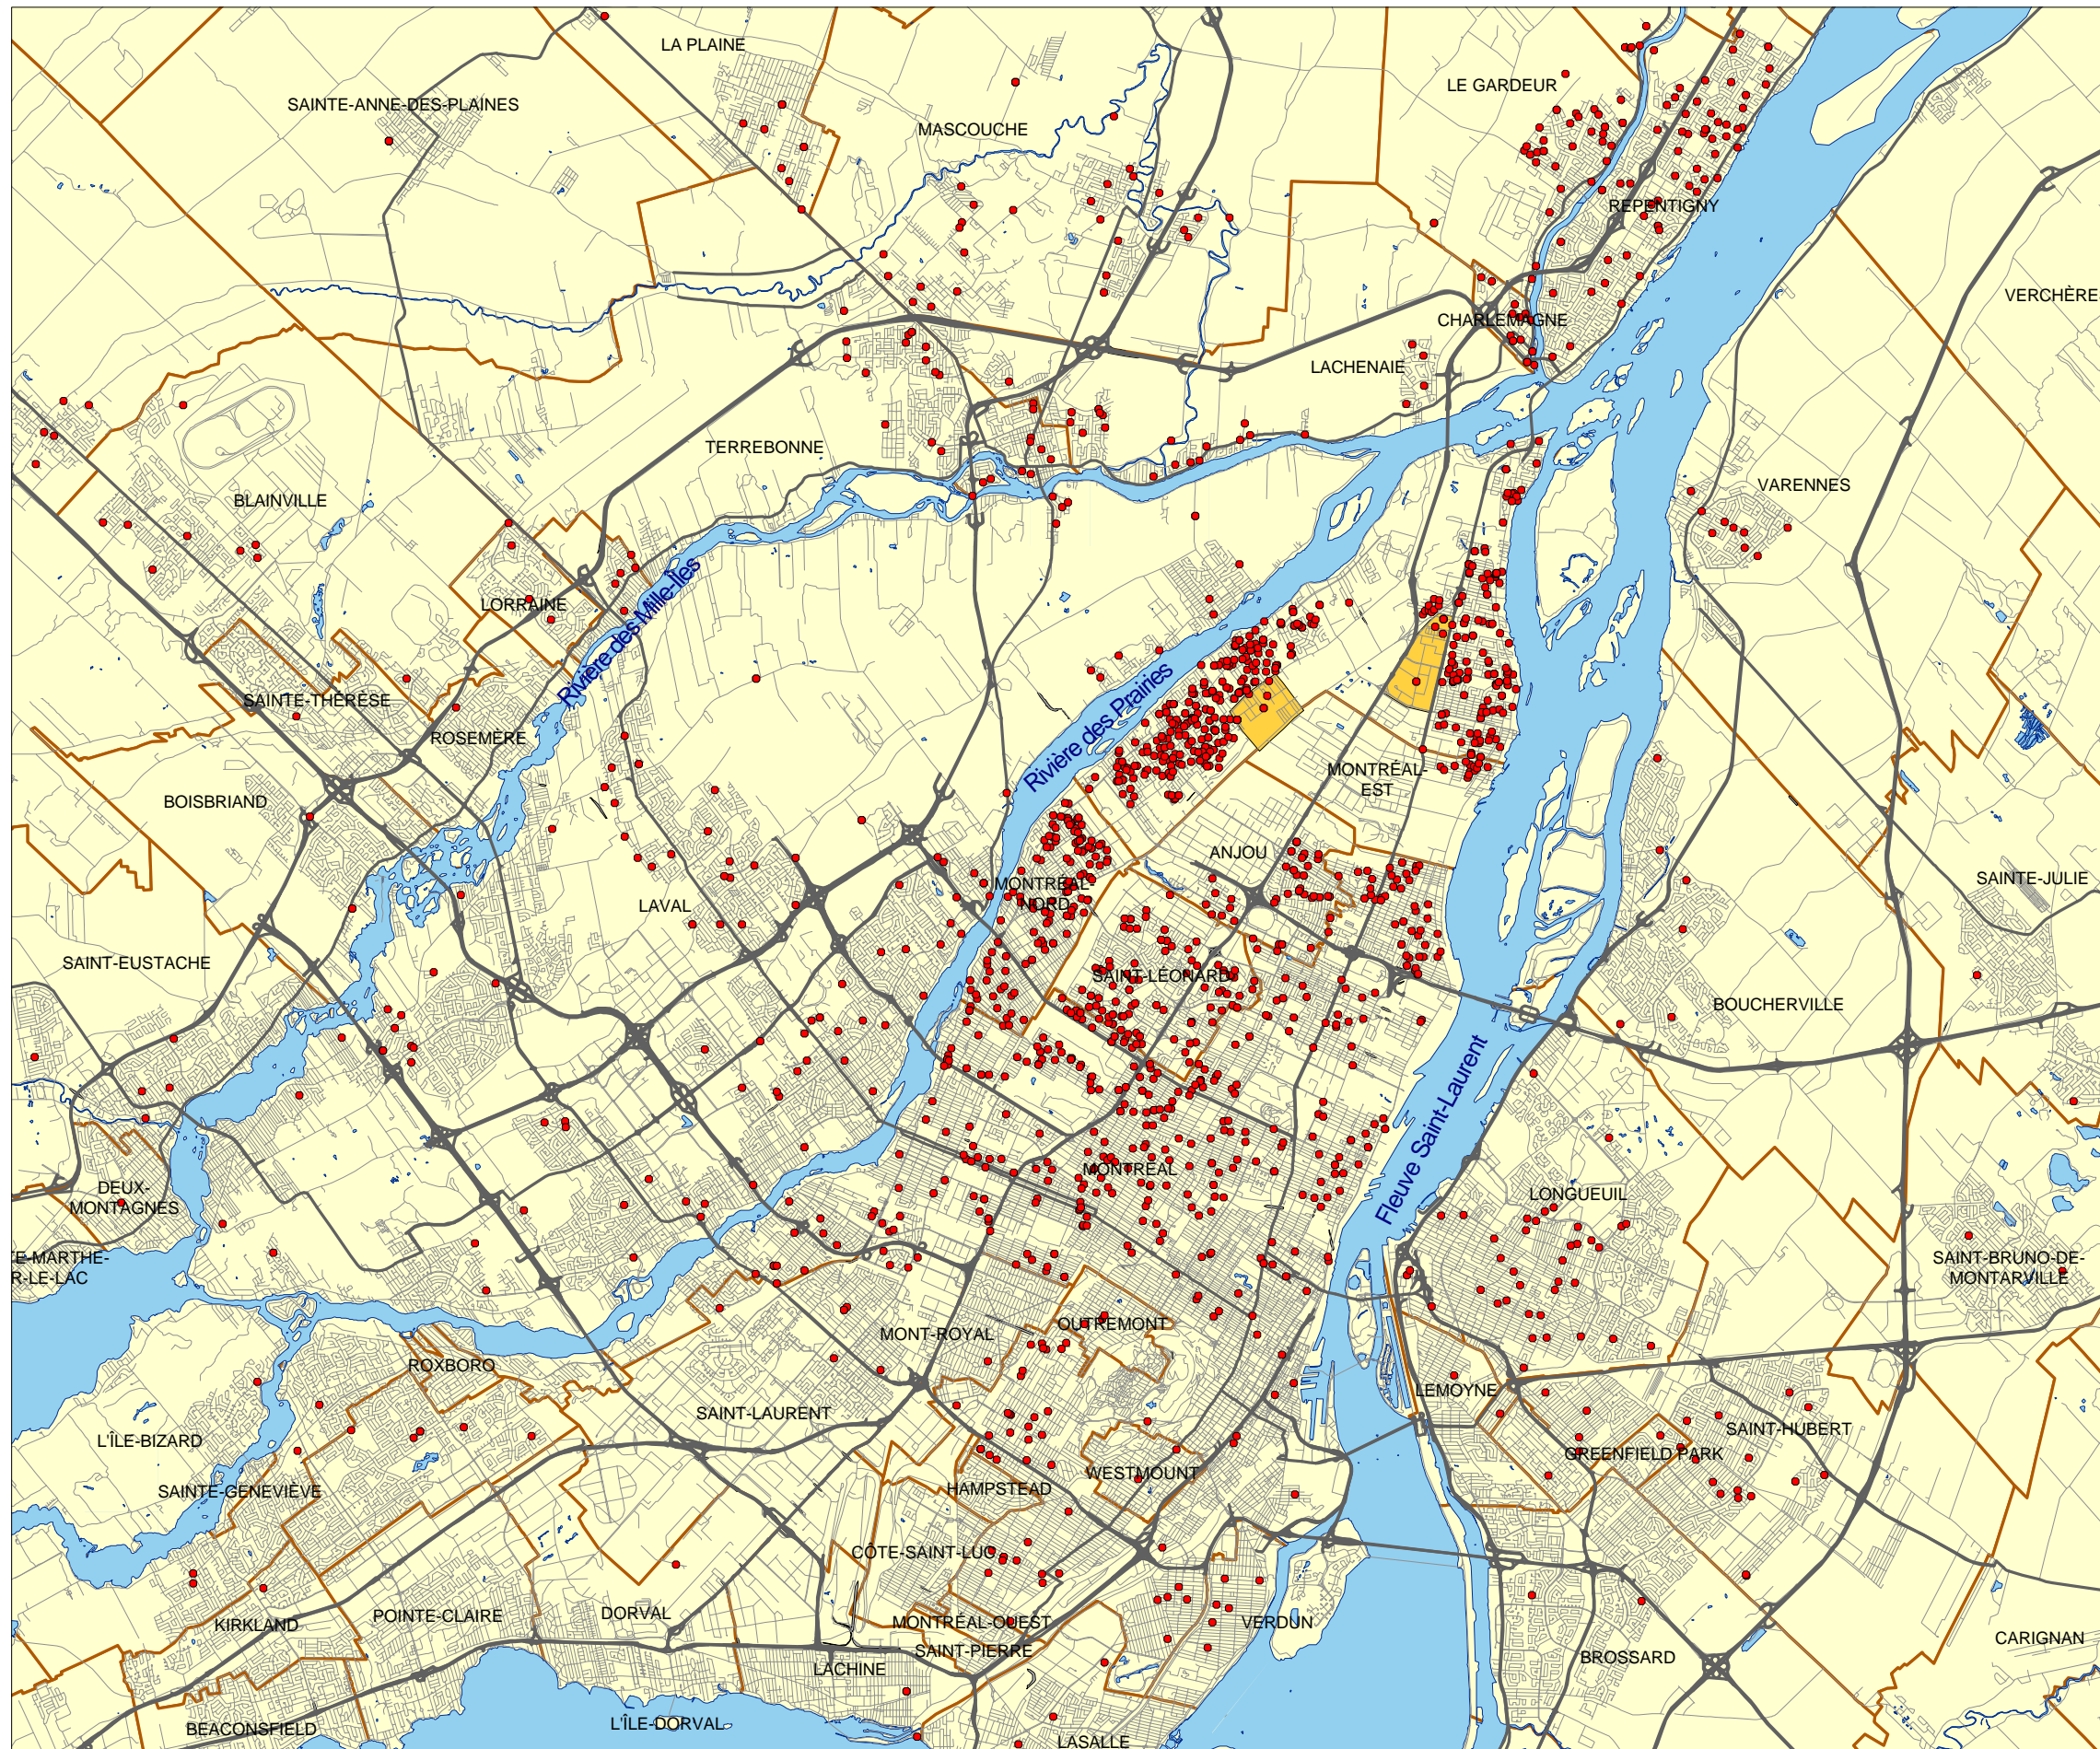 LA PLAINE
LE GARDEUR
SAINTE-ANNE-DES-PLAINES
MASCOUCHE
REPENTIGNY
VERCHÈRE
CHARLEMAGNE
LACHENAIE
TERREBONNE
VARENNES
BLAINVILLE
LORRAINE
Rivière des Mille-Îles
Rivière des Prairies
SAINTE-THÉRÈSE
ROSEMÈRE
MONTRÉAL-
EST
BOISBRIAND
ANJOU
MONTRÉAL-
NORD
SAINTE-JULIE
LAVAL
SAINT-EUSTACHE
SAINT-LÉONARD
BOUCHERVILLE
Fleuve Saint-Laurent
MONTRÉAL
DEUX-
MONTAGNES
LONGUEUIL
TE-MARTHE-
R-LE-LAC
SAINT-BRUNO-DE-
MONTARVILLE
OUTREMONT
MONT-ROYAL
ROXBORO
LEMOYNE
SAINT-LAURENT
SAINT-HUBERT
L'ÎLE-BIZARD
GREENFIELD PARK
WESTMOUNT
SAINTE-GENEVIÈVE
HAMPSTEAD
CÔTE-SAINT-LUC
POINTE-CLAIRE
DORVAL
KIRKLAND
MONTRÉAL-OUEST
VERDUN
CARIGNAN
SAINT-PIERRE
BROSSARD
LACHINE
L'ÎLE-DORVAL
BEACONSFIELD
LASALLE